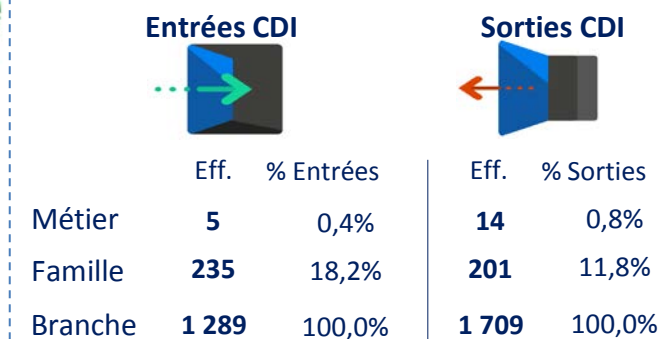 Entrées CDI Sorties CDI
Eff. % Entrées Eff. % Sorties
Métier 5 0,4% 14 0,8%
Famille 235 18,2% 201 11,8%
Branche 1 289 100,0% 1 709 100,0%